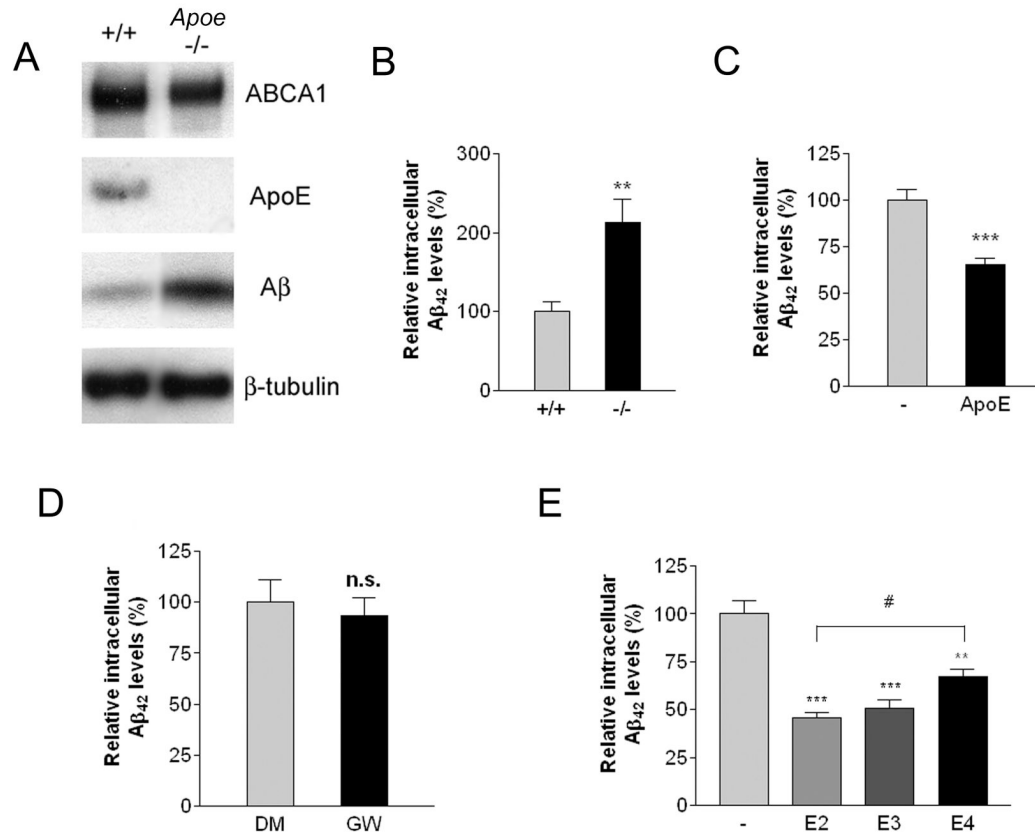 A
+/+
Apoe
-/-
ABCA1
ApoE
Aβ
β-tubulin
B
Relative intracellular
Aβ42 levels (%)
300
200
100
0
**
+/+
-/-
C
Relative intracellular
Aβ42 levels (%)
125
100
75
50
25
0
***
-
ApoE
D
Relative intracellular
Aβ42 levels (%)
125
100
75
50
25
0
n.s.
DM
GW
E
Relative intracellular
Aβ42 levels (%)
125
100
75
50
25
0
#
***
***
**
-
E2
E3
E4